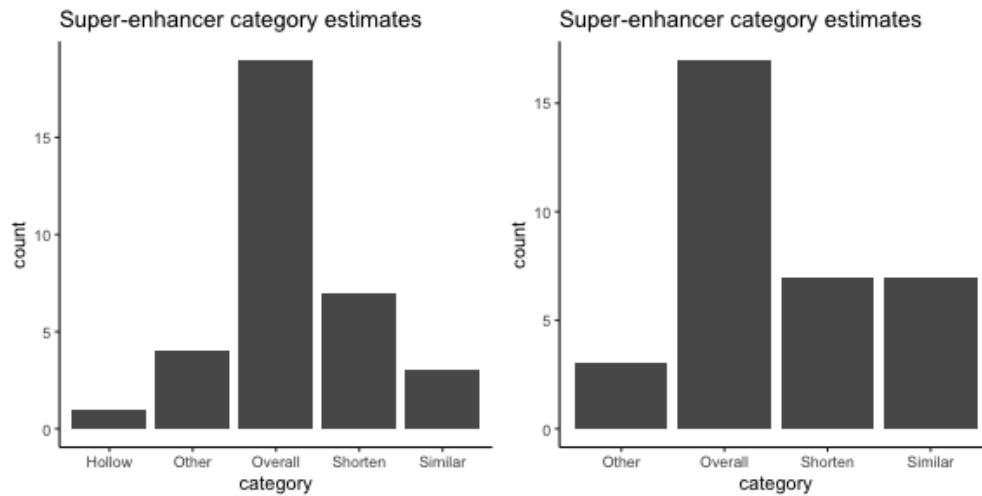 Super-enhancer category estimates
count
15
10
5
0
Hollow Other Overall Shorten Similar
category
Super-enhancer category estimates
count
15
10
5
0
Other Overall Shorten Similar
category